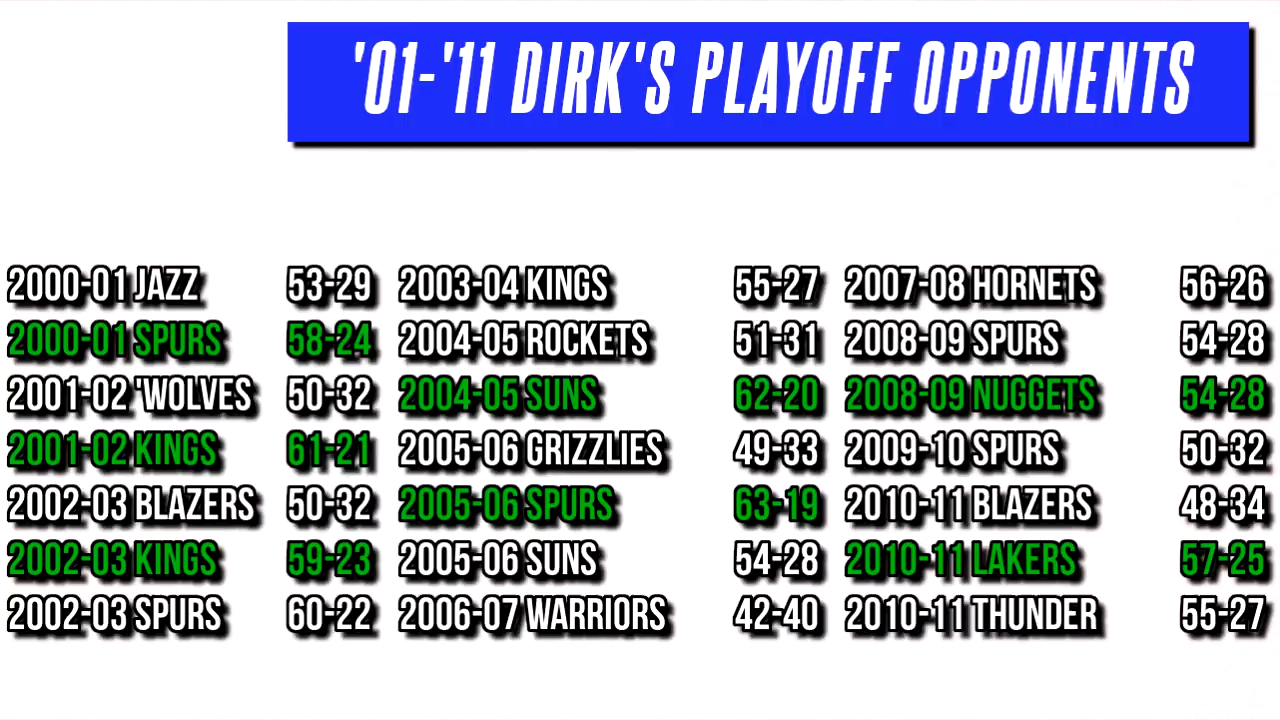 '01-'11 DIRK'S PLAYOFF OPPONENTS
2000-01 JAZZ 53-29
2000-01 SPURS 58-24
2001-02 'WOLVES 50-32
2001-02 KINGS 61-21
2002-03 BLAZERS 50-32
2002-03 KINGS 59-23
2002-03 SPURS 60-22
2003-04 KINGS 55-27
2004-05 ROCKETS 51-31
2004-05 SUNS 62-20
2005-06 GRIZZLIES 49-33
2005-06 SPURS 63-19
2005-06 SUNS 54-28
2006-07 WARRIORS 42-40
2007-08 HORNETS 56-26
2008-09 SPURS 54-28
2008-09 NUGGETS 54-28
2009-10 SPURS 50-32
2010-11 BLAZERS 48-34
2010-11 LAKERS 57-25
2010-11 THUNDER 55-27